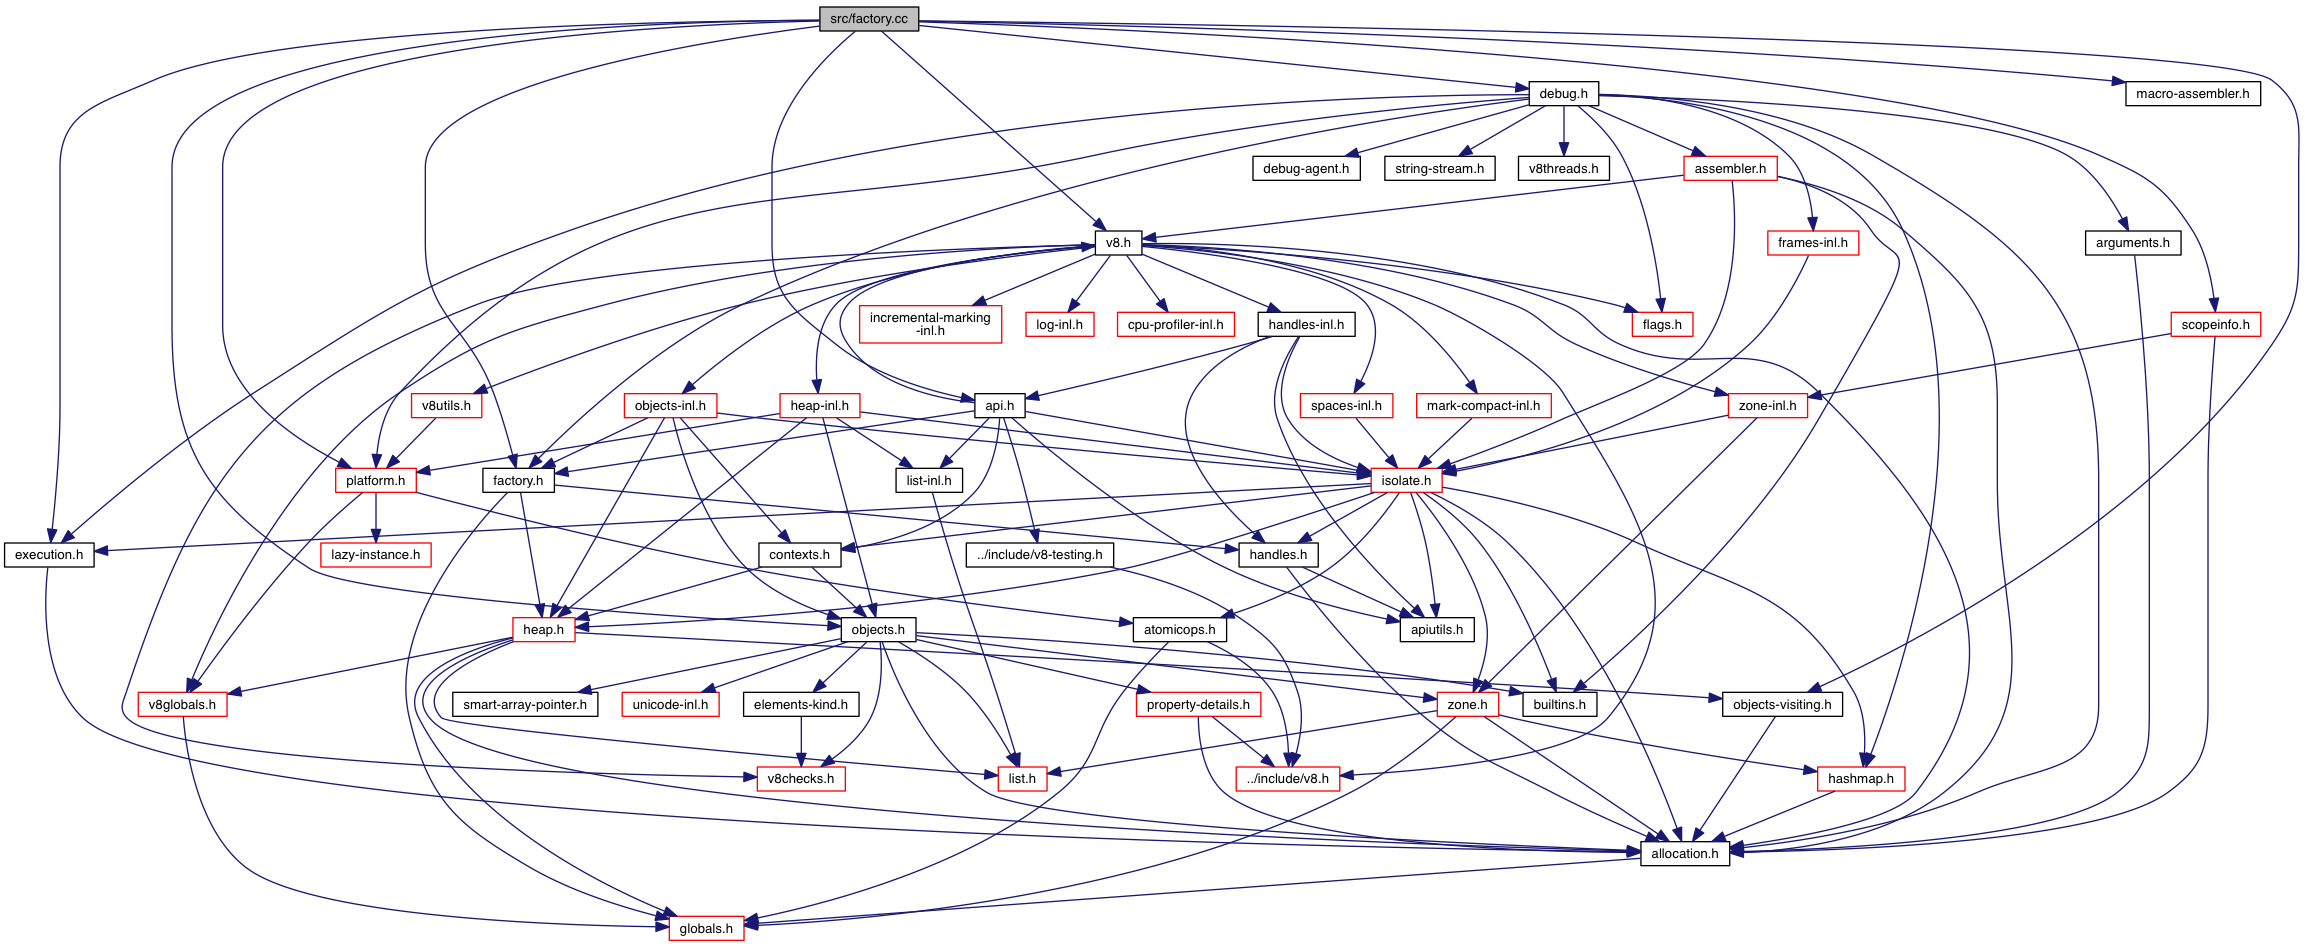 src/factory.cc
debug.h
macro-assembler.h
debug-agent.h
string-stream.h
v8threads.h
assembler.h
v8.h
frames-inl.h
arguments.h
incremental-marking
-inl.h
log-inl.h
cpu-profiler-inl.h
handles-inl.h
flags.h
scopeinfo.h
v8utils.h
objects-inl.h
heap-inl.h
api.h
spaces-inl.h
mark-compact-inl.h
zone-inl.h
platform.h
factory.h
list-inl.h
isolate.h
execution.h
lazy-instance.h
contexts.h
../include/v8-testing.h
handles.h
heap.h
objects.h
atomicops.h
apiutils.h
v8globals.h
smart-array-pointer.h
unicode-inl.h
elements-kind.h
property-details.h
zone.h
builtins.h
objects-visiting.h
v8checks.h
list.h
../include/v8.h
hashmap.h
allocation.h
globals.h